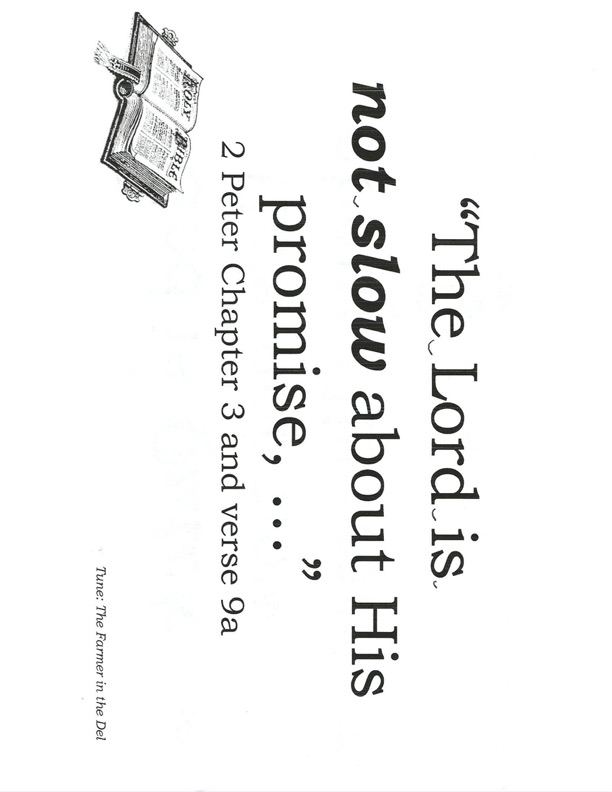 “The Lord is
not slow about His
promise, ... ”
2 Peter Chapter 3 and verse 9a
HOLY BIBLE
Tune: The Farmer in the Del